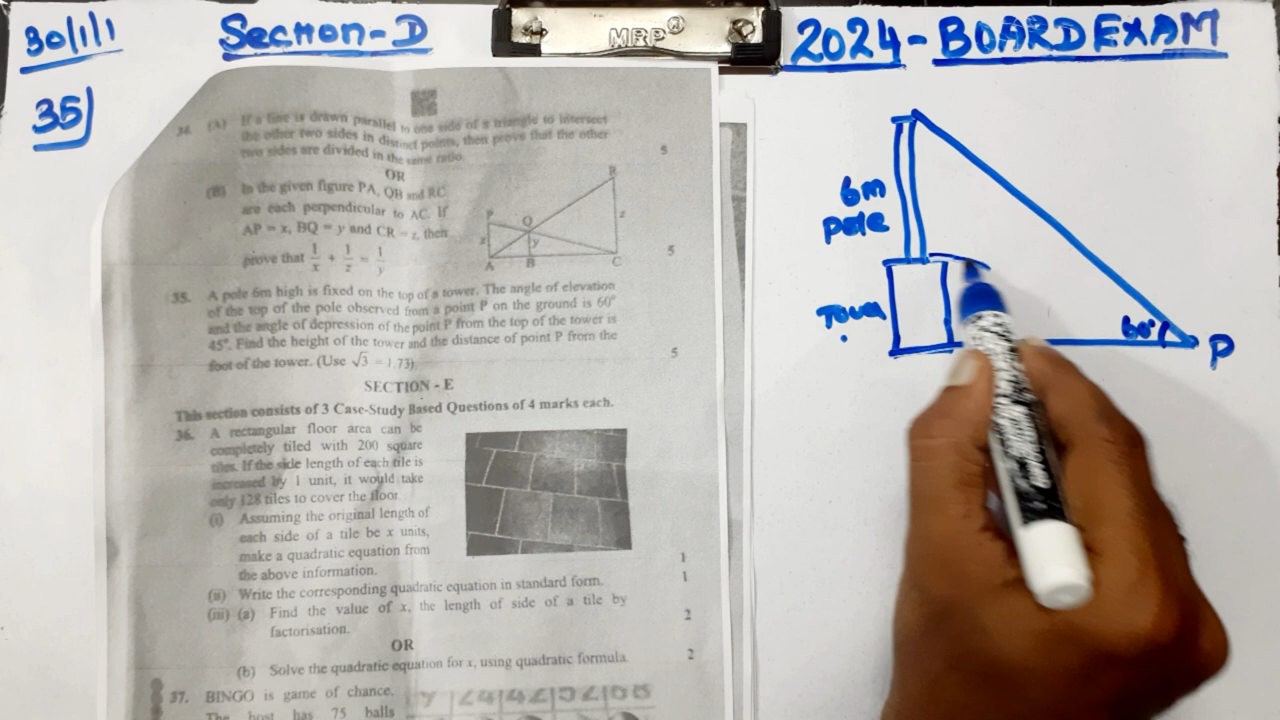 30/1/1
Section-D
MRP®
2024-BOARD EXAM
35)
34. (A) If a line is drawn parallel to one side of a triangle to intersect
the other two sides in distinct points, then prove that the other
two sides are divided in the same ratio.
5
OR
(B) In the given figure PA, QB and RC
are each perpendicular to AC. If
AP = x, BQ = y and CR = z, then
prove that 1/x + 1/z = 1/y
5
P Q R
x y z
A B C
35. A pole 6m high is fixed on the top of a tower. The angle of elevation
of the top of the pole observed from a point P on the ground is 60°
and the angle of depression of the point P from the top of the tower is
45°. Find the height of the tower and the distance of point P from the
foot of the tower. (Use √3 = 1.73)
5
SECTION - E
This section consists of 3 Case-Study Based Questions of 4 marks each.
36. A rectangular floor area can be
completely tiled with 200 square
tiles. If the side length of each tile is
increased by 1 unit, it would take
only 128 tiles to cover the floor.
(i) Assuming the original length of
each side of a tile be x units,
make a quadratic equation from
the above information.
1
(ii) Write the corresponding quadratic equation in standard form.
1
(iii) (a) Find the value of x, the length of side of a tile by
factorisation.
2
OR
(b) Solve the quadratic equation for x, using quadratic formula.
2
37. BINGO is game of chance.
The host has 75 balls
6m
pole
60°
P